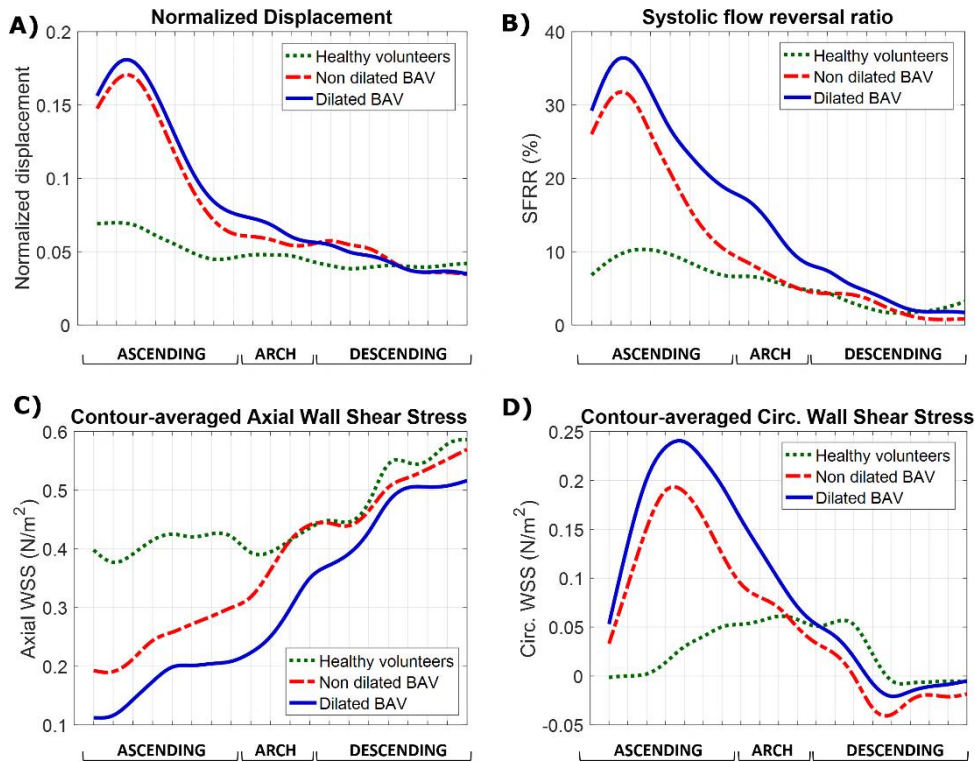 A)
Normalized Displacement
Normalized displacement
0.2
0.15
0.1
0.05
0
Healthy volunteers
Non dilated BAV
Dilated BAV
ASCENDING ARCH DESCENDING
B)
Systolic flow reversal ratio
SFRR (%)
40
30
20
10
0
Healthy volunteers
Non dilated BAV
Dilated BAV
ASCENDING ARCH DESCENDING
C)
Contour-averaged Axial Wall Shear Stress
Axial WSS (N/m²)
0.6
0.5
0.4
0.3
0.2
0.1
Healthy volunteers
Non dilated BAV
Dilated BAV
ASCENDING ARCH DESCENDING
D)
Contour-averaged Circ. Wall Shear Stress
Circ. WSS (N/m²)
0.25
0.2
0.15
0.1
0.05
0
-0.05
Healthy volunteers
Non dilated BAV
Dilated BAV
ASCENDING ARCH DESCENDING